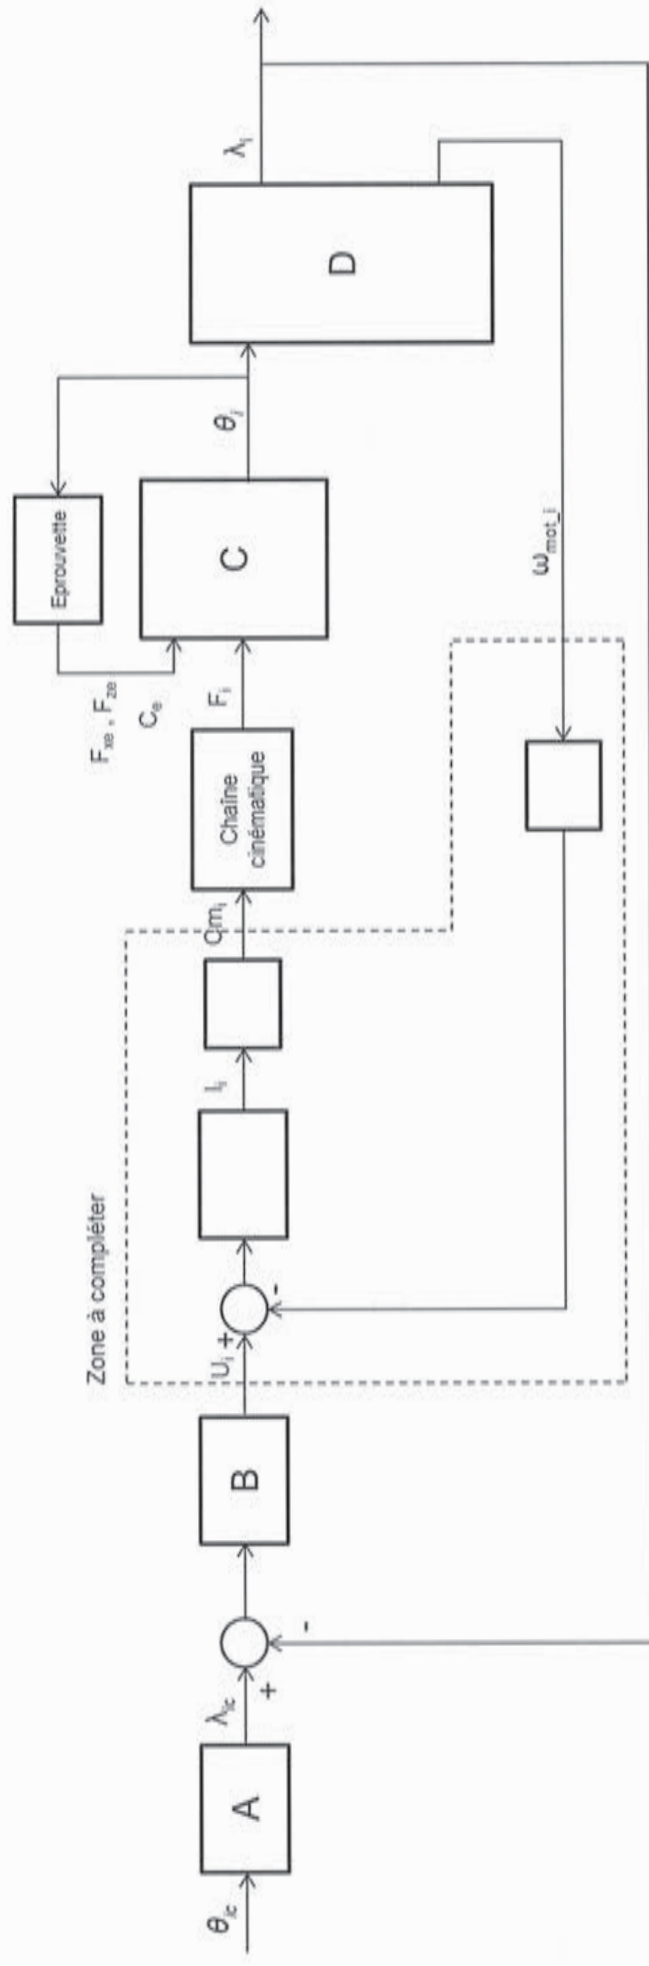 Zone à compléter
θic
A
λic
+
-
B
Ui
+
-
Ii
Cmi
Chaîne
cinématique
Fi
Fxe , Fze
Ce
Eprouvette
C
θi
D
λi
ωmot_i